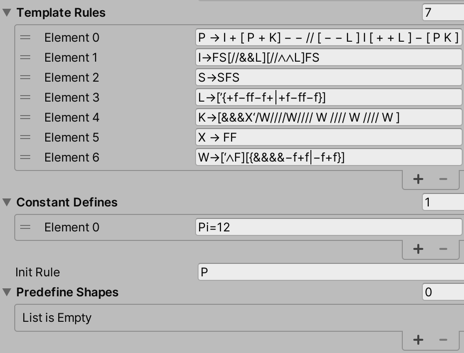 Template Rules 7
Element 0 P → I + [ P + K] − − // [ − − L ] I [ + + L ] − [ P K ]
Element 1 I→FS[//&&L][//∧∧L]FS
Element 2 S→SFS
Element 3 L→['{+f−ff−f+|+f−ff−f}]
Element 4 K→[&&&X'/W////W//// W //// W //// W ]
Element 5 X → FF
Element 6 W→['∧F][{&&&&−f+f|−f+f}]
+ −
Constant Defines 1
Element 0 Pi=12
+ −
Init Rule P
Predefine Shapes 0
List is Empty
+ −